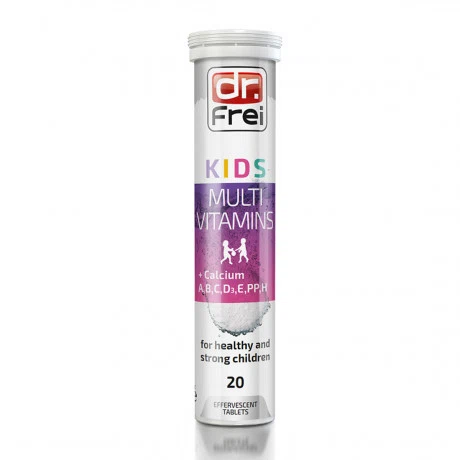 dr.
Frei
KIDS
MULTI
VITAMINS
+ Calcium
A,B,C,D3,E,PP,H
for healthy and
strong children
20
EFFERVESCENT
TABLETS